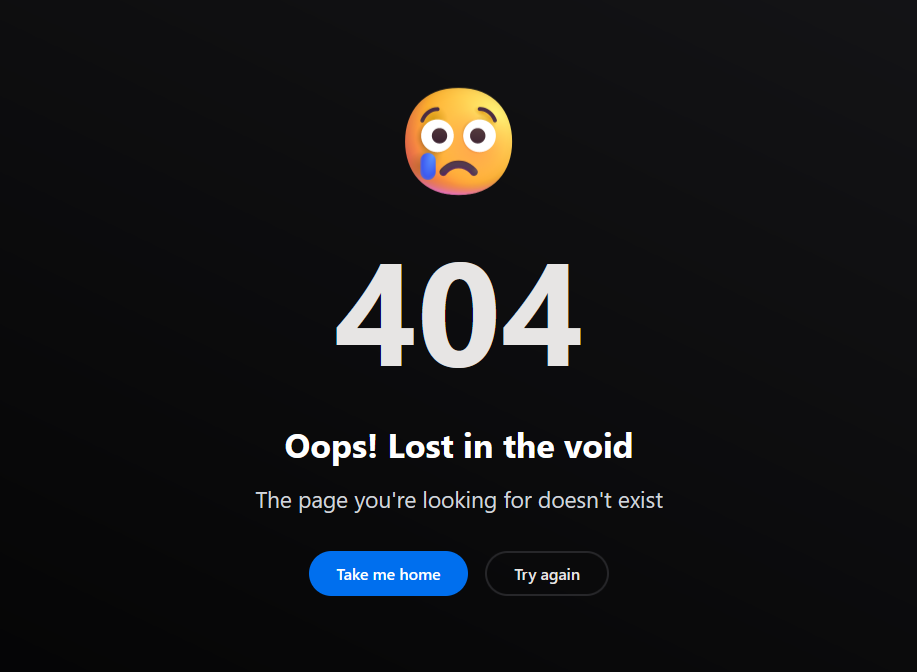 404
Oops! Lost in the void
The page you're looking for doesn't exist
Take me home
Try again